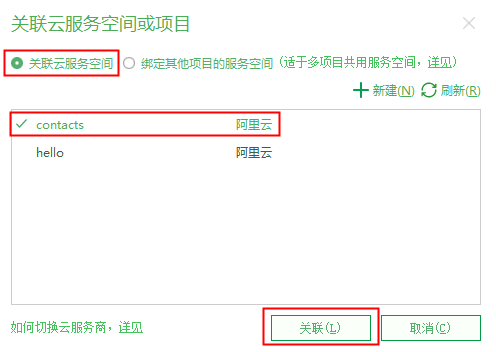 关联云服务空间或项目
关联云服务空间 绑定其他项目的服务空间 (适于多项目共用服务空间，详见)
新建(N) 刷新(R)
contacts 阿里云
hello 阿里云
如何切换云服务商，详见 关联(L) 取消(C)